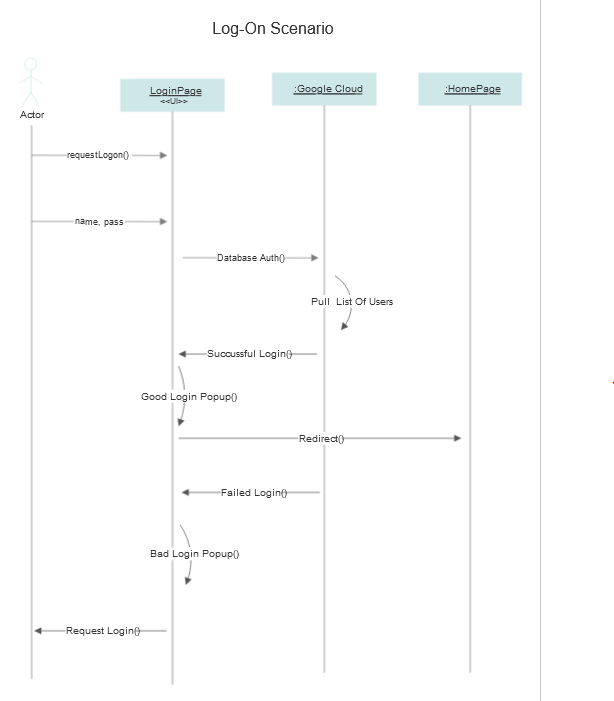 Log-On Scenario
LoginPage
<<UI>>
:Google Cloud
:HomePage
Actor
requestLogon()
name, pass
Database Auth()
Pull List Of Users
Succussful Login()
Good Login Popup()
Redirect()
Failed Login()
Bad Login Popup()
Request Login()